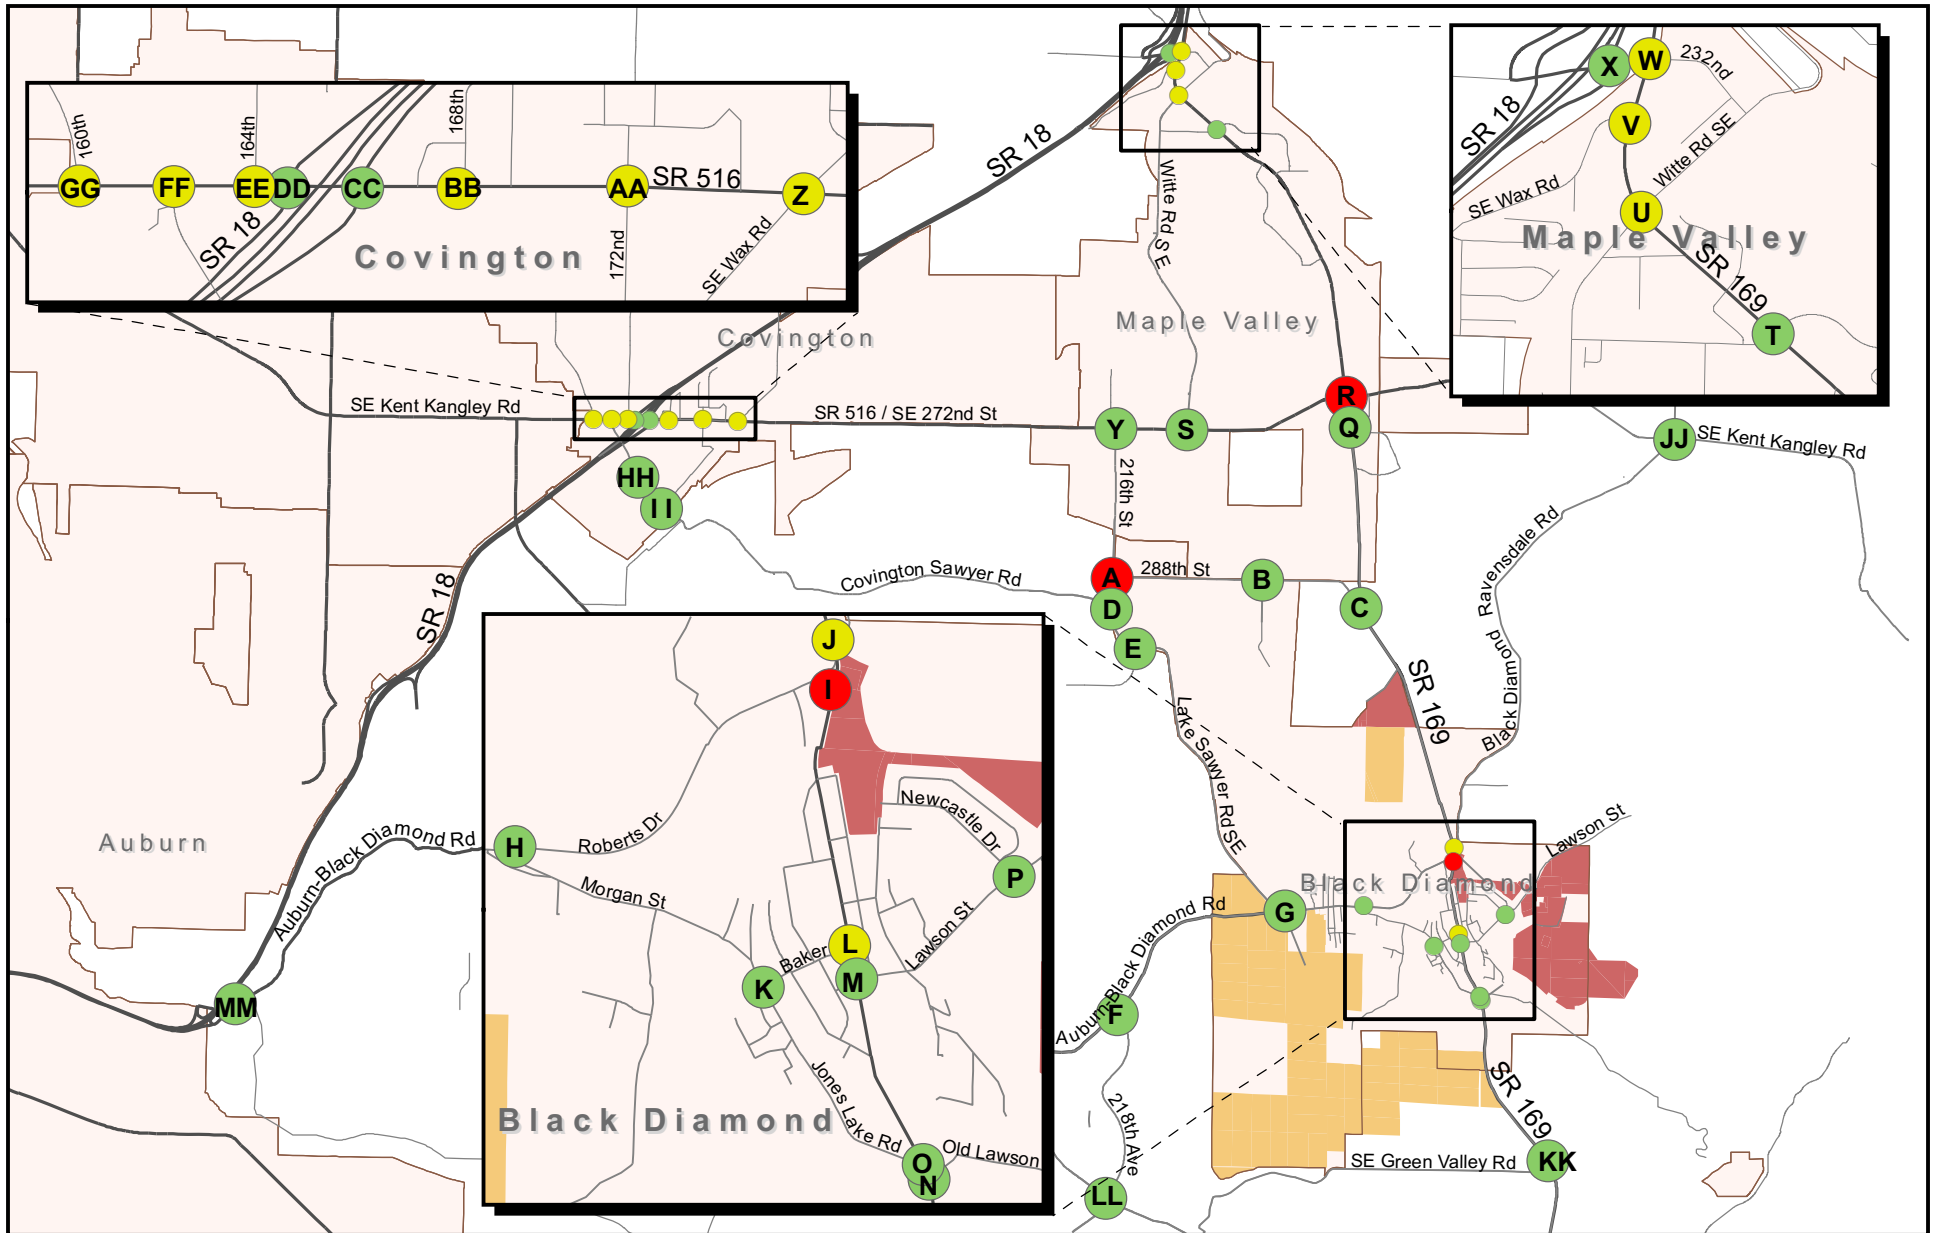 160th
164th
168th
GG
FF
EE
DD
CC
BB
AA
SR 516
Z
SR 18
172nd
SE Wax Rd
Covington
SR 18
Witte Rd SE
X
W
232nd
SR 18
V
Witte Rd SE
SE Wax Rd
U
Maple Valley
SR 169
T
Maple Valley
Covington
SE Kent Kangley Rd
SR 516 / SE 272nd St
Y
S
R
Q
JJ
SE Kent Kangley Rd
HH
II
216th St
Black Diamond Ravensdale Rd
SR 18
Covington Sawyer Rd
A
288th St
B
D
C
E
SR 169
Lake Sawyer Rd SE
J
I
Newcastle Dr
H
Roberts Dr
P
Morgan St
L
Baker
Lawson St
K
M
Jones Lake Rd
Black Diamond
O
Old Lawson
N
Auburn
Auburn-Black Diamond Rd
MM
Lawson St
Black Diamond
G
Auburn-Black Diamond Rd
F
218th Ave
SR 169
SE Green Valley Rd
KK
LL